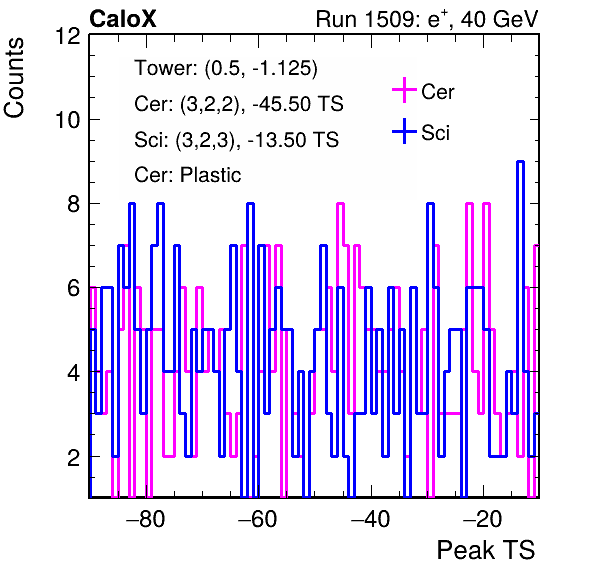 CaloX Run 1509: e⁺, 40 GeV
Counts
12
10
8
6
4
2
Tower: (0.5, -1.125)
Cer: (3,2,2), -45.50 TS
Sci: (3,2,3), -13.50 TS
Cer: Plastic
Cer
Sci
−80 −60 −40 −20
Peak TS